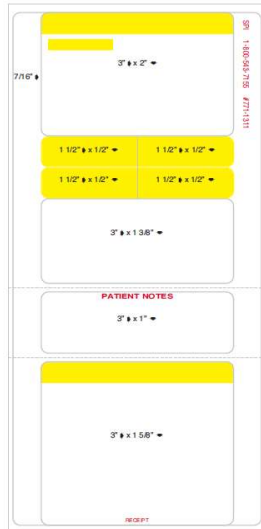 SPI 1-800-543-7155 #771-1311
3" x 2"
7/16"
1 1/2" x 1/2" 1 1/2" x 1/2"
1 1/2" x 1/2" 1 1/2" x 1/2"
3" x 1 3/8"
PATIENT NOTES
3" x 1"
3" x 1 5/8"
RECEIPT